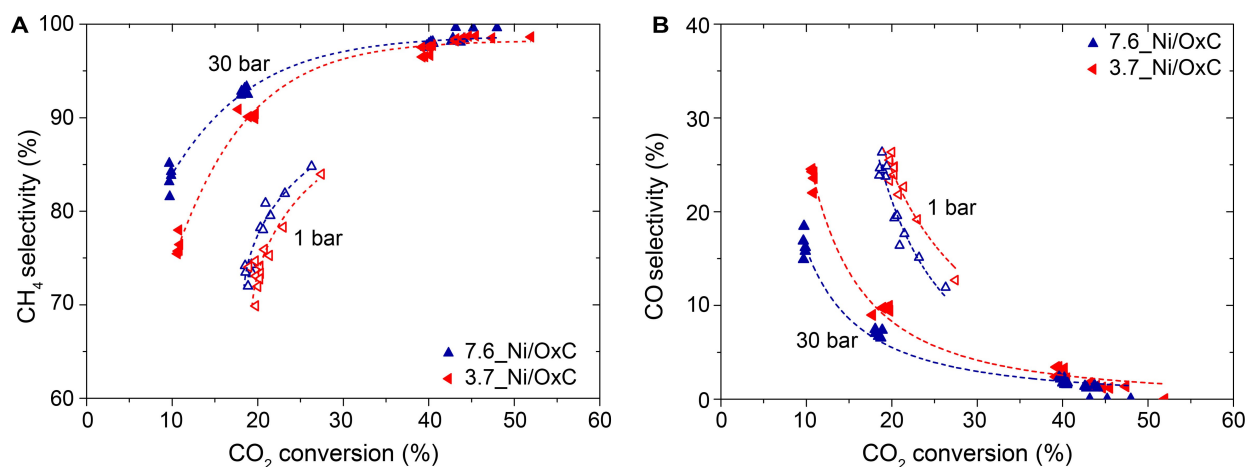 A
CH₄ selectivity (%)
100
90
80
70
60
30 bar
1 bar
7.6_Ni/OxC
3.7_Ni/OxC
0 10 20 30 40 50 60
CO₂ conversion (%)
B
CO selectivity (%)
40
30
20
10
0
7.6_Ni/OxC
3.7_Ni/OxC
1 bar
30 bar
0 10 20 30 40 50 60
CO₂ conversion (%)